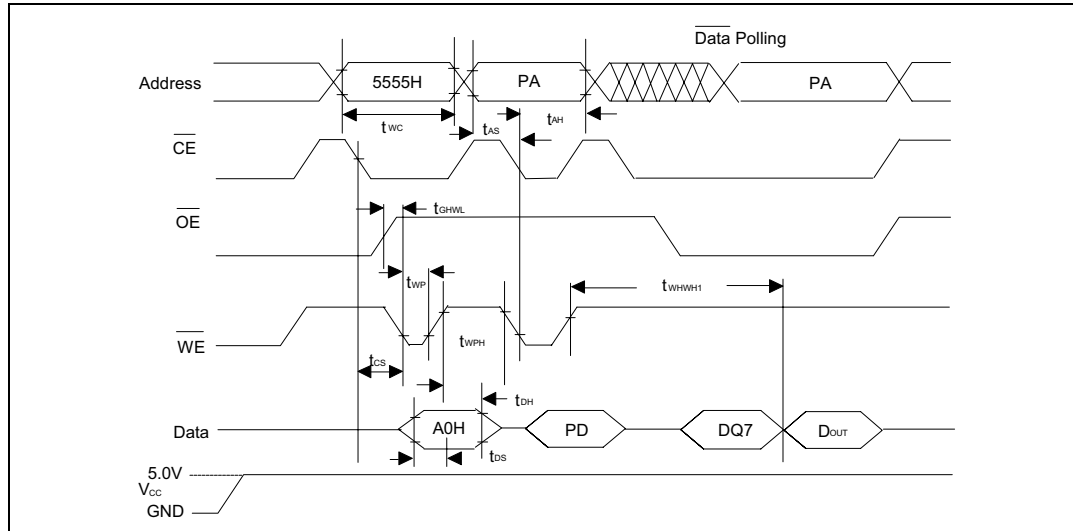 Data Polling
Address
5555H
PA
PA
tWC
tAS
tAH
CE
OE
tGHWL
tWP
tWHWH1
WE
tWPH
tCS
tDH
Data
A0H
PD
DQ7
DOUT
tDS
5.0V
VCC
GND